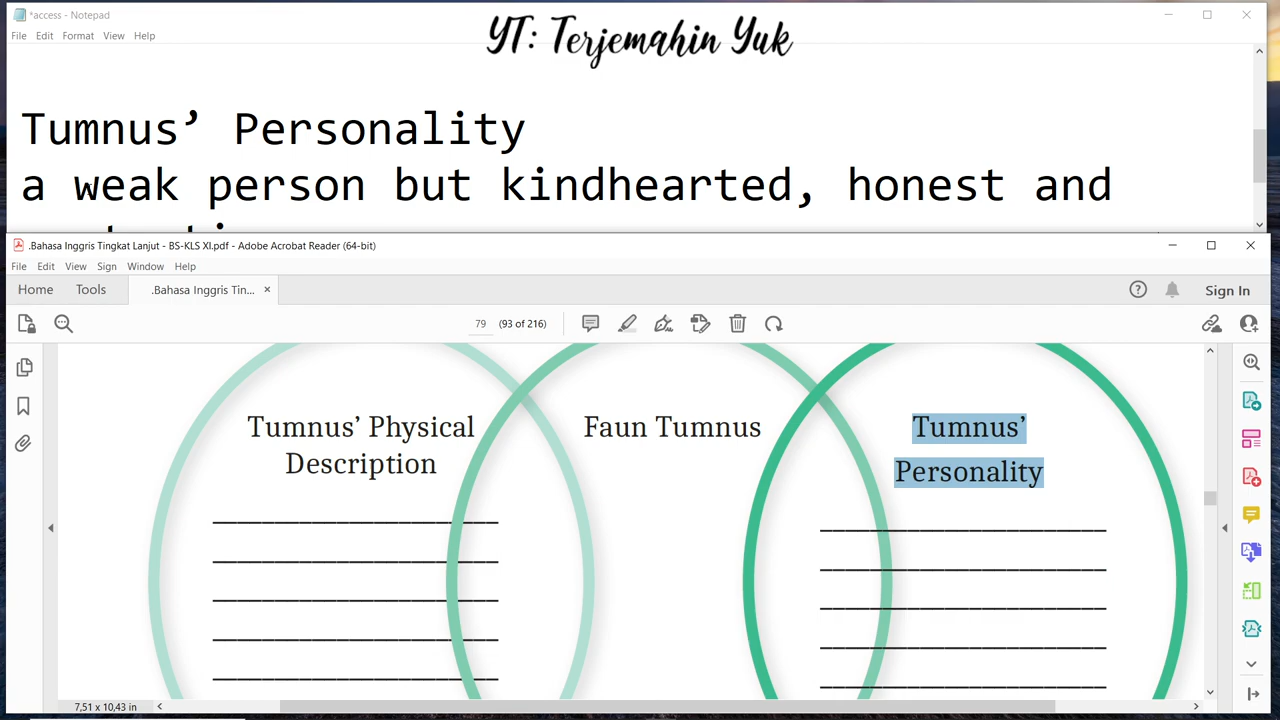 *access - Notepad
YT: Terjemahin Yuk
File Edit Format View Help
Tumnus’ Personality
a weak person but kindhearted, honest and
.Bahasa Inggris Tingkat Lanjut - BS-KLS XI.pdf - Adobe Acrobat Reader (64-bit)
File Edit View Sign Window Help
Home Tools .Bahasa Inggris Tin... × Sign In
79 (93 of 216)
Tumnus’ Physical
Description
Faun Tumnus
Tumnus’
Personality
7,51 x 10,43 in